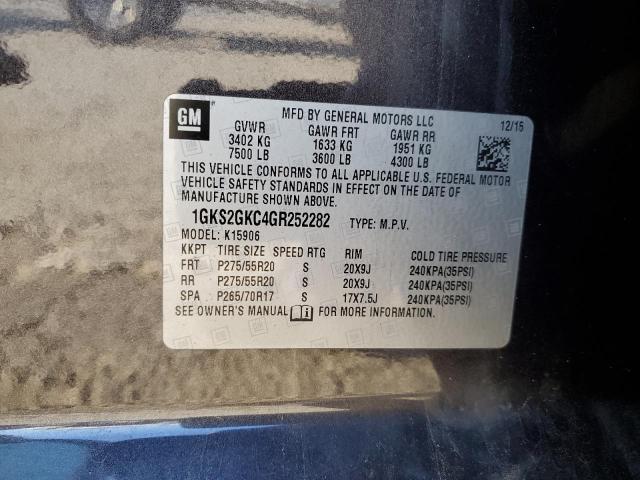 GM
MFD BY GENERAL MOTORS LLC
12/15
GVWR GAWR FRT GAWR RR
3402 KG 1633 KG 1951 KG
7500 LB 3600 LB 4300 LB
THIS VEHICLE CONFORMS TO ALL APPLICABLE U.S. FEDERAL MOTOR
VEHICLE SAFETY STANDARDS IN EFFECT ON THE DATE OF
MANUFACTURE SHOWN ABOVE.
1GKS2GKC4GR252282 TYPE: M.P.V.
MODEL: K15906
KKPT TIRE SIZE SPEED RTG RIM COLD TIRE PRESSURE
FRT P275/55R20 S 20X9J 240KPA(35PSI)
RR P275/55R20 S 20X9J 240KPA(35PSI)
SPA P265/70R17 S 17X7.5J 240KPA(35PSI)
SEE OWNER'S MANUAL FOR MORE INFORMATION.